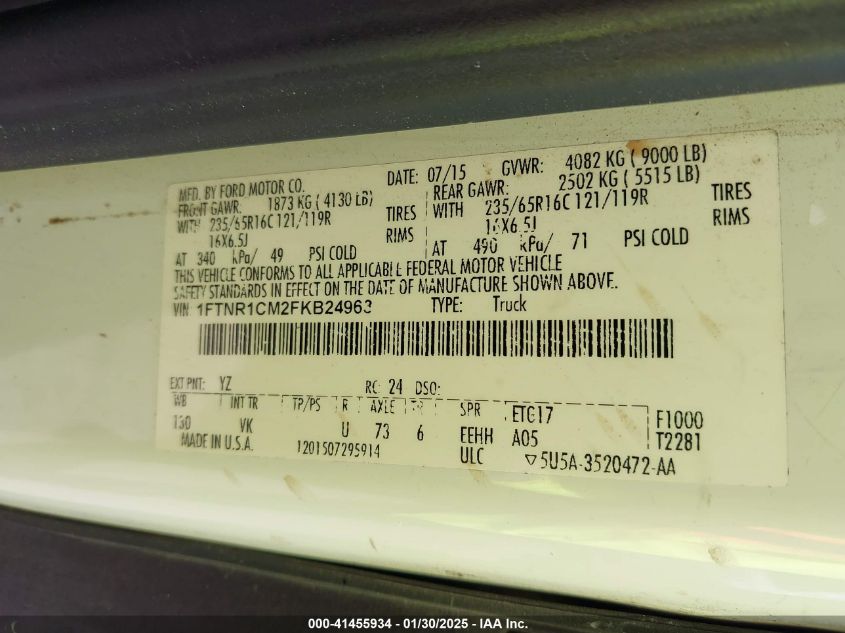 MFD. BY FORD MOTOR CO.
DATE: 07/15 GVWR: 4082 KG ( 9000 LB)
FRONT GAWR: 1873 KG ( 4130 LB) REAR GAWR: 2502 KG ( 5515 LB)
WITH 235/65R16C 121/119R TIRES WITH 235/65R16C 121/119R TIRES
16X6.5J RIMS 16X6.5J RIMS
AT 340 kPa/ 49 PSI COLD AT 490 kPa/ 71 PSI COLD
THIS VEHICLE CONFORMS TO ALL APPLICABLE FEDERAL MOTOR VEHICLE
SAFETY STANDARDS IN EFFECT ON THE DATE OF MANUFACTURE SHOWN ABOVE.
VIN: 1FTNR1CM2FKB24963 TYPE: Truck
EXT PNT: YZ RC: 24 DSO:
WB INT TR TP/PS R AXLE TR SPR ETC17 F1000
130 VK U 73 6 EEHH A05 T2281
MADE IN U.S.A. 1201507295914 ULC ▽5U5A-3520472-AA
000-41455934 / 01/30/2025 / IAA Inc.